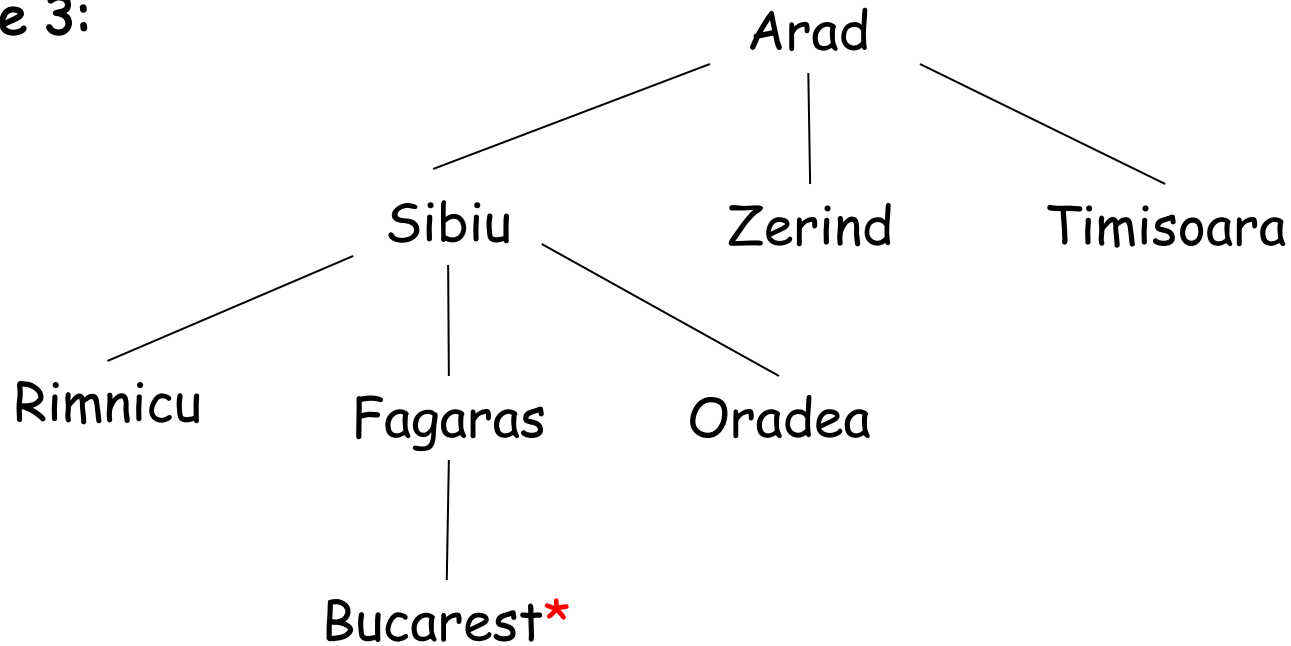 e 3:
Arad
Sibiu Zerind Timisoara
Rimnicu Fagaras Oradea
Bucarest*